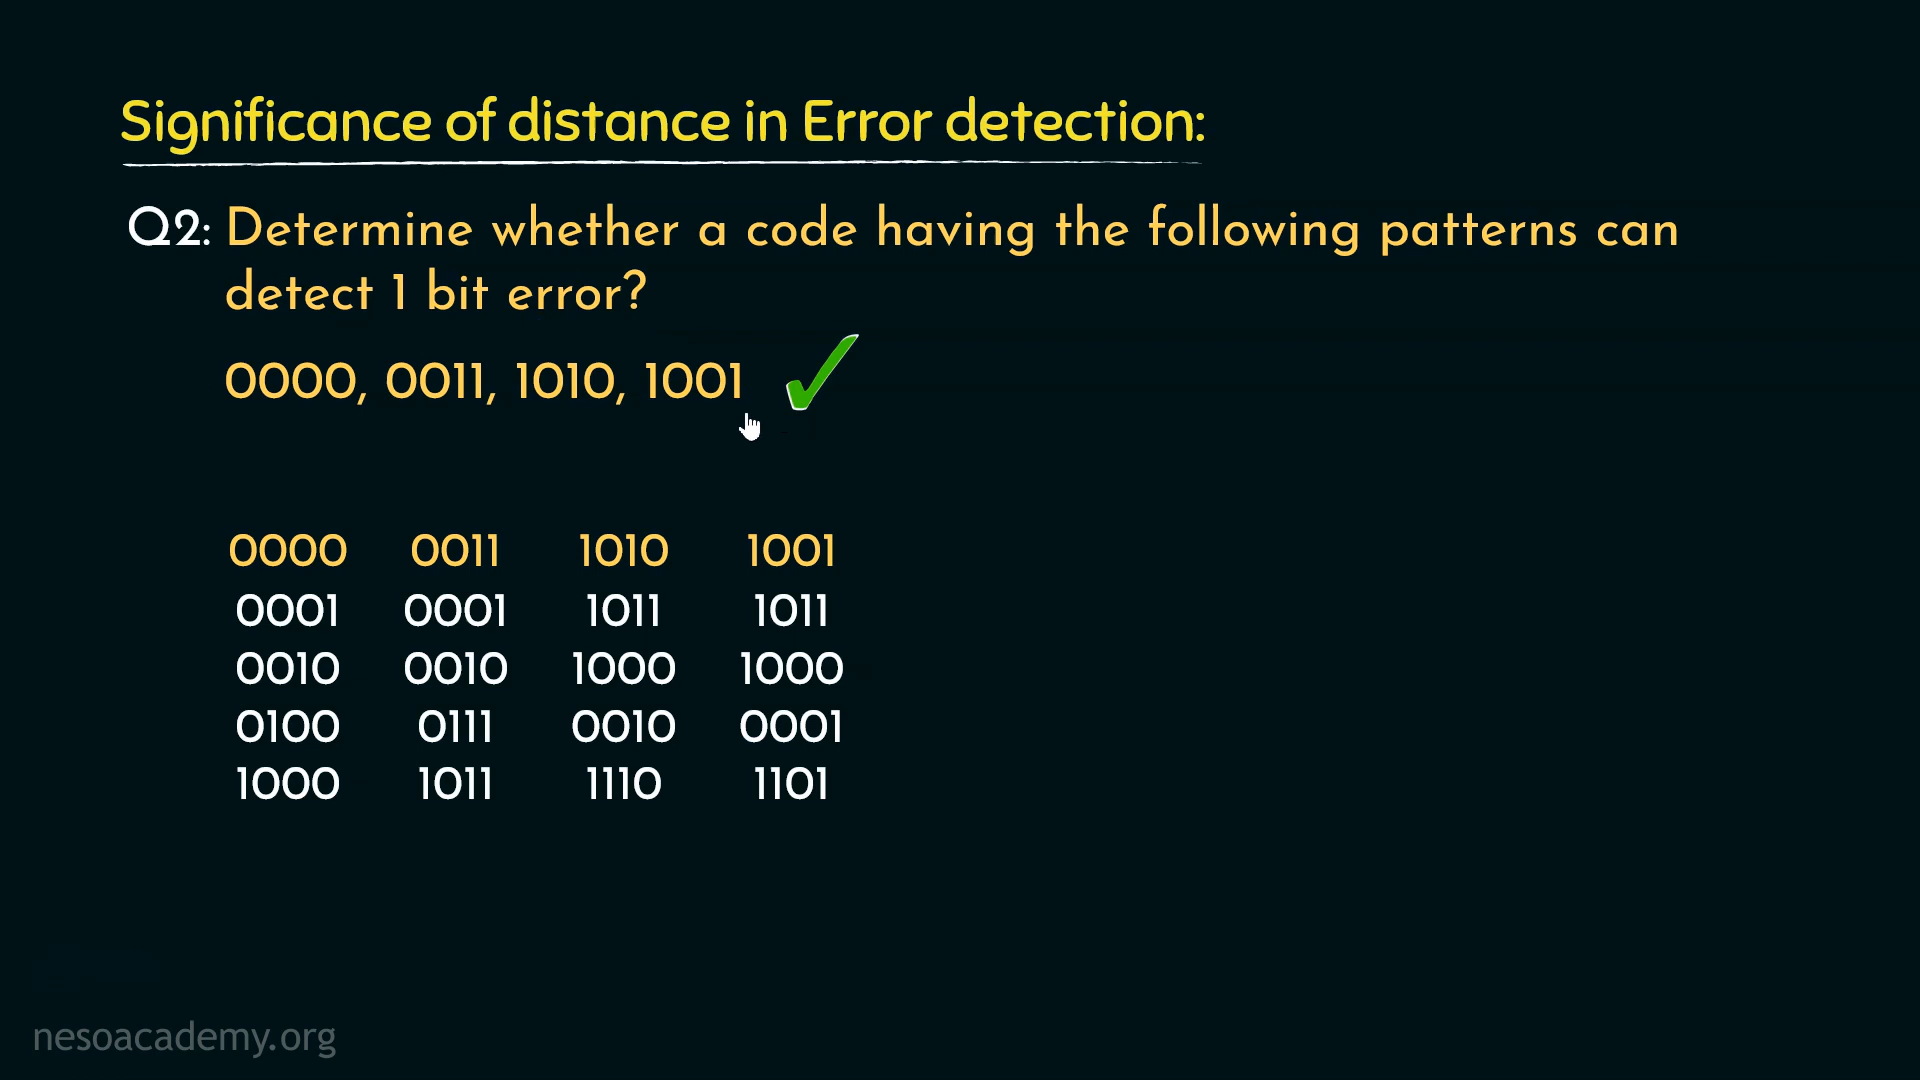 Significance of distance in Error detection:
Q2: Determine whether a code having the following patterns can
detect 1 bit error?
0000, 0011, 1010, 1001
0000 0011 1010 1001
0001 0001 1011 1011
0010 0010 1000 1000
0100 0111 0010 0001
1000 1011 1110 1101
nesoacademy.org